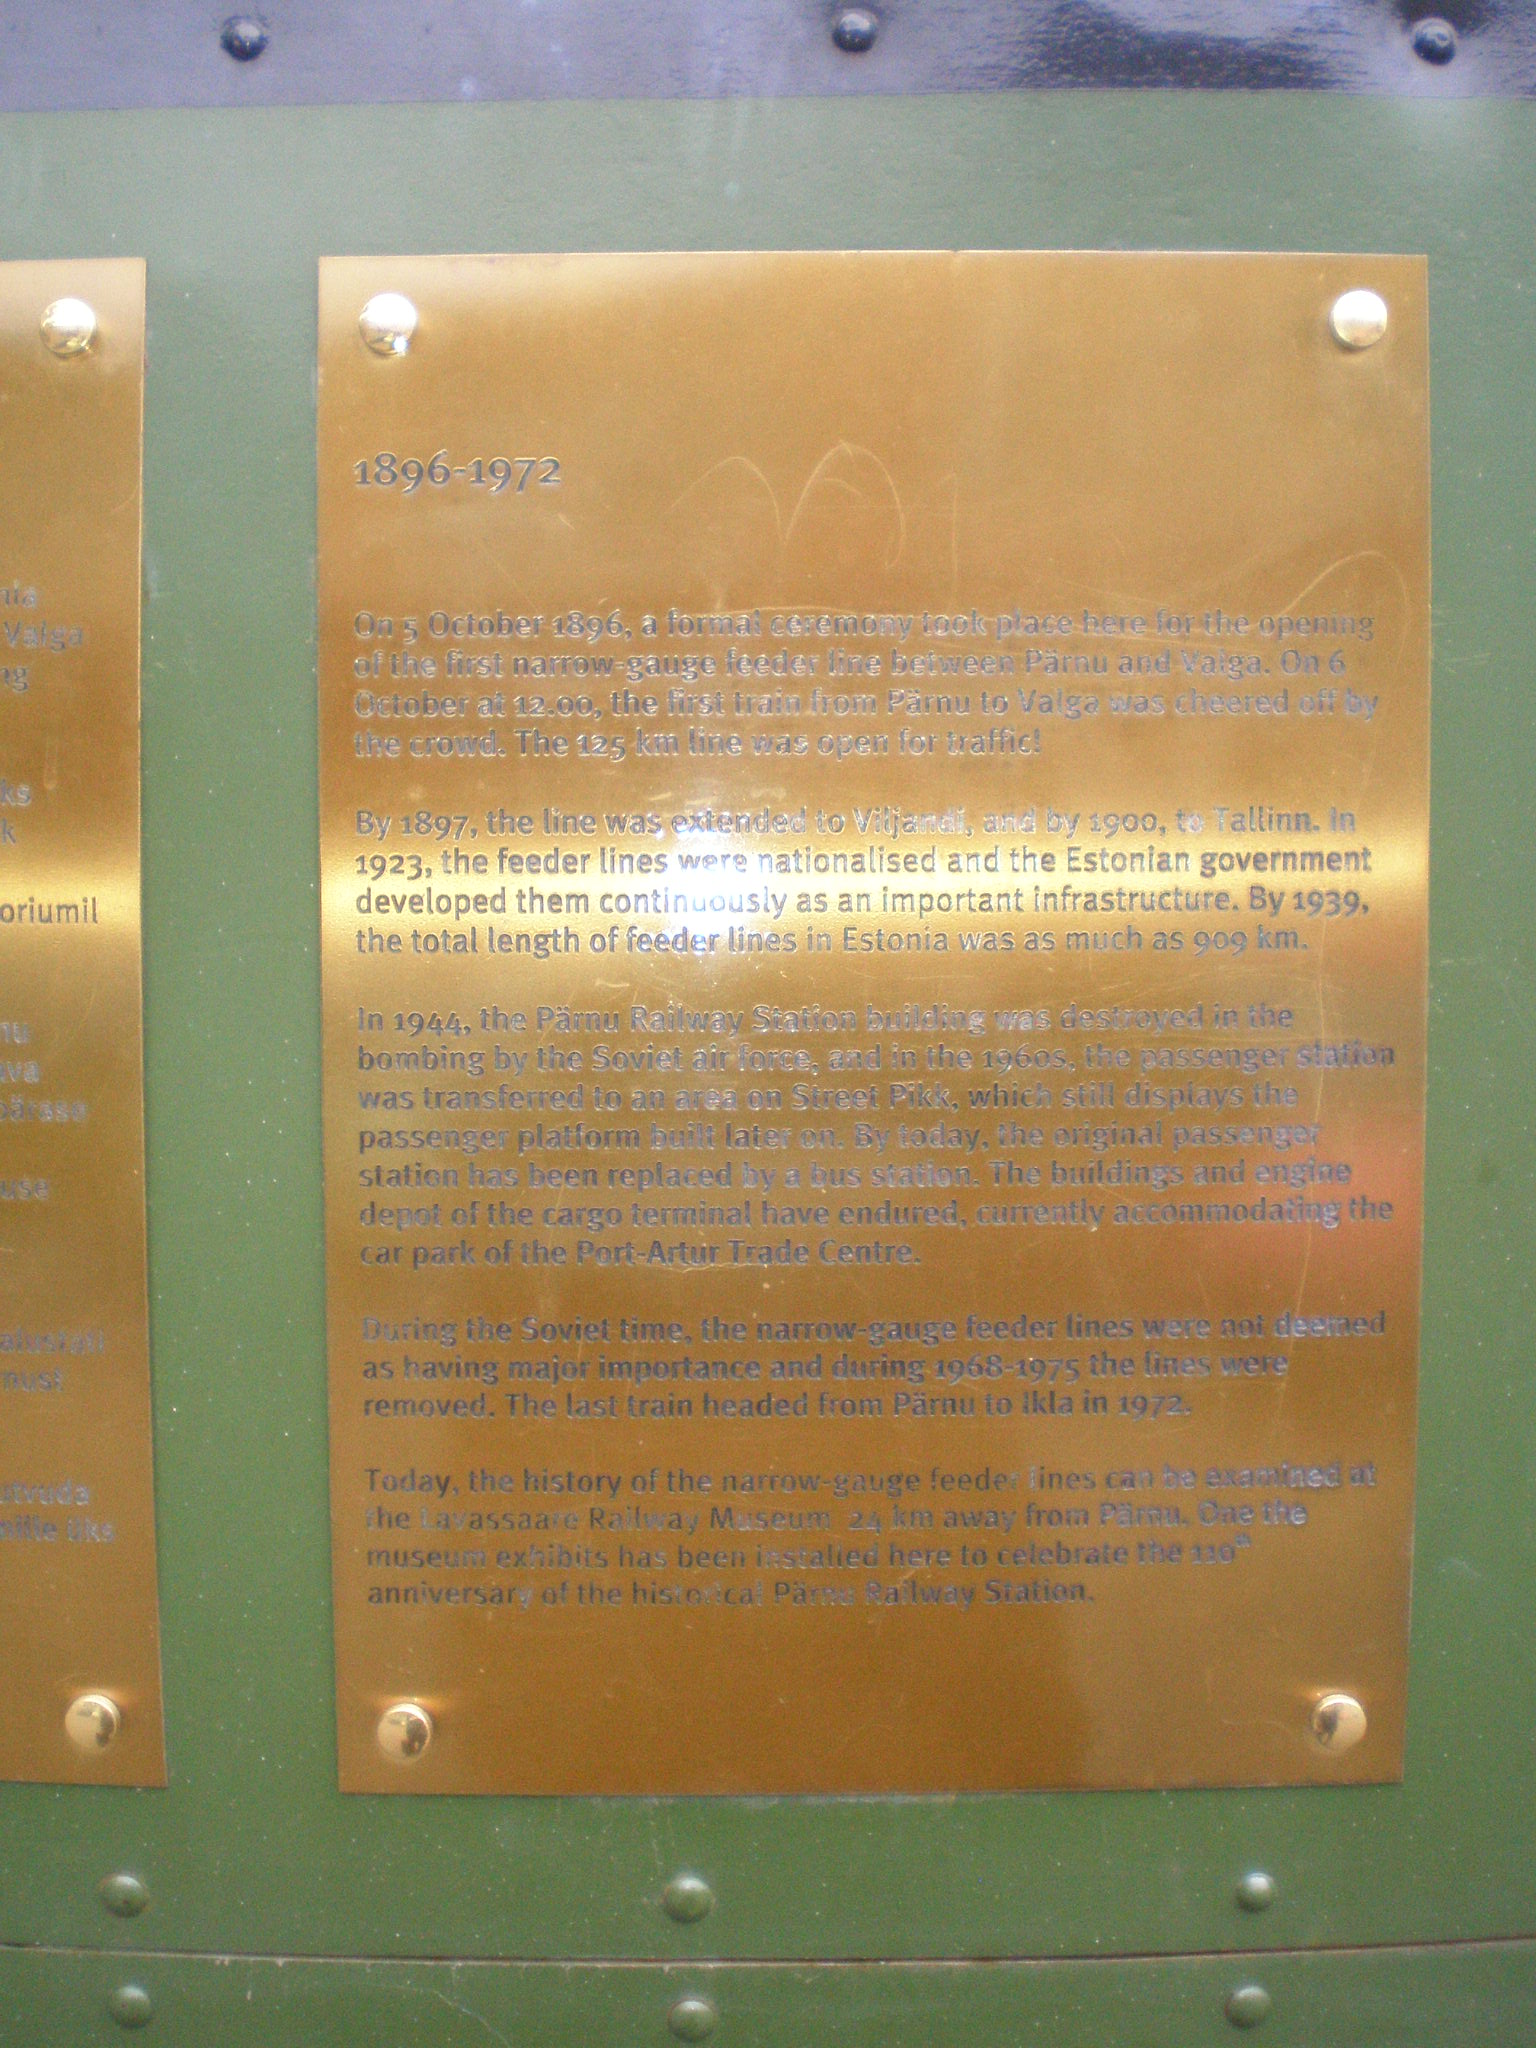 nia
Valga
ng
ks
k
oriumil
nu
ava
pärase
use
alustati
nust
utvuda
milie üks
1896-1972
On 5 October 1896, a formal ceremony took place here for the opening
of the first narrow-gauge feeder line between Pärnu and Valga. On 6
October at 12.00, the first train from Pärnu to Valga was cheered off by
the crowd. The 125 km line was open for traffic!
By 1897, the line was extended to Viljandi, and by 1900, to Tallinn. In
1923, the feeder lines were nationalised and the Estonian government
developed them continuously as an important infrastructure. By 1939,
the total length of feeder lines in Estonia was as much as 909 km.
In 1944, the Pärnu Railway Station building was destroyed in the
bombing by the Soviet air force, and in the 1960s, the passenger station
was transferred to an area on Street Pikk, which still displays the
passenger platform built later on. By today, the original passenger
station has been replaced by a bus station. The buildings and engine
depot of the cargo terminal have endured, currently accommodating the
car park of the Port-Artur Trade Centre.
During the Soviet time, the narrow-gauge feeder lines were not deemed
as having major importance and during 1968-1975 the lines were
removed. The last train headed from Pärnu to Ikla in 1972.
Today, the history of the narrow-gauge feeder lines can be examined at
the Lavassaare Railway Museum 24 km away from Pärnu. One the
museum exhibits has been installed here to celebrate the 110th
anniversary of the historical Pärnu Railway Station.